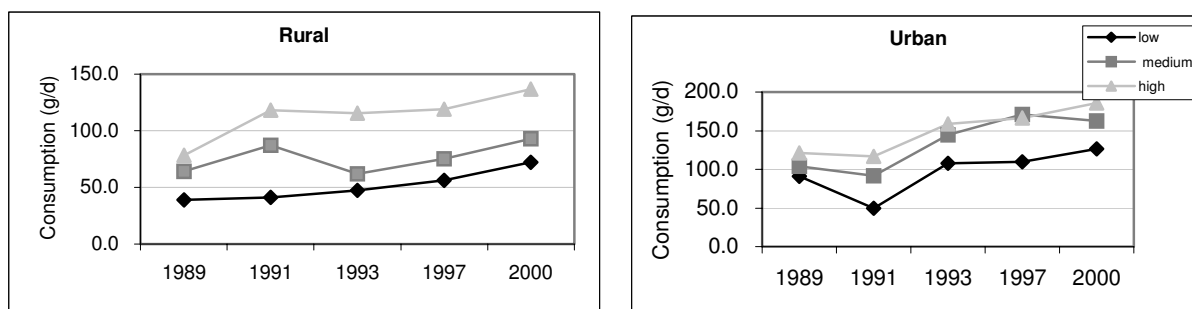 Rural
Consumption (g/d)
150.0
100.0
50.0
0.0
1989 1991 1993 1997 2000
Urban
low
medium
high
Consumption (g/d)
200.0
150.0
100.0
50.0
0.0
1989 1991 1993 1997 2000